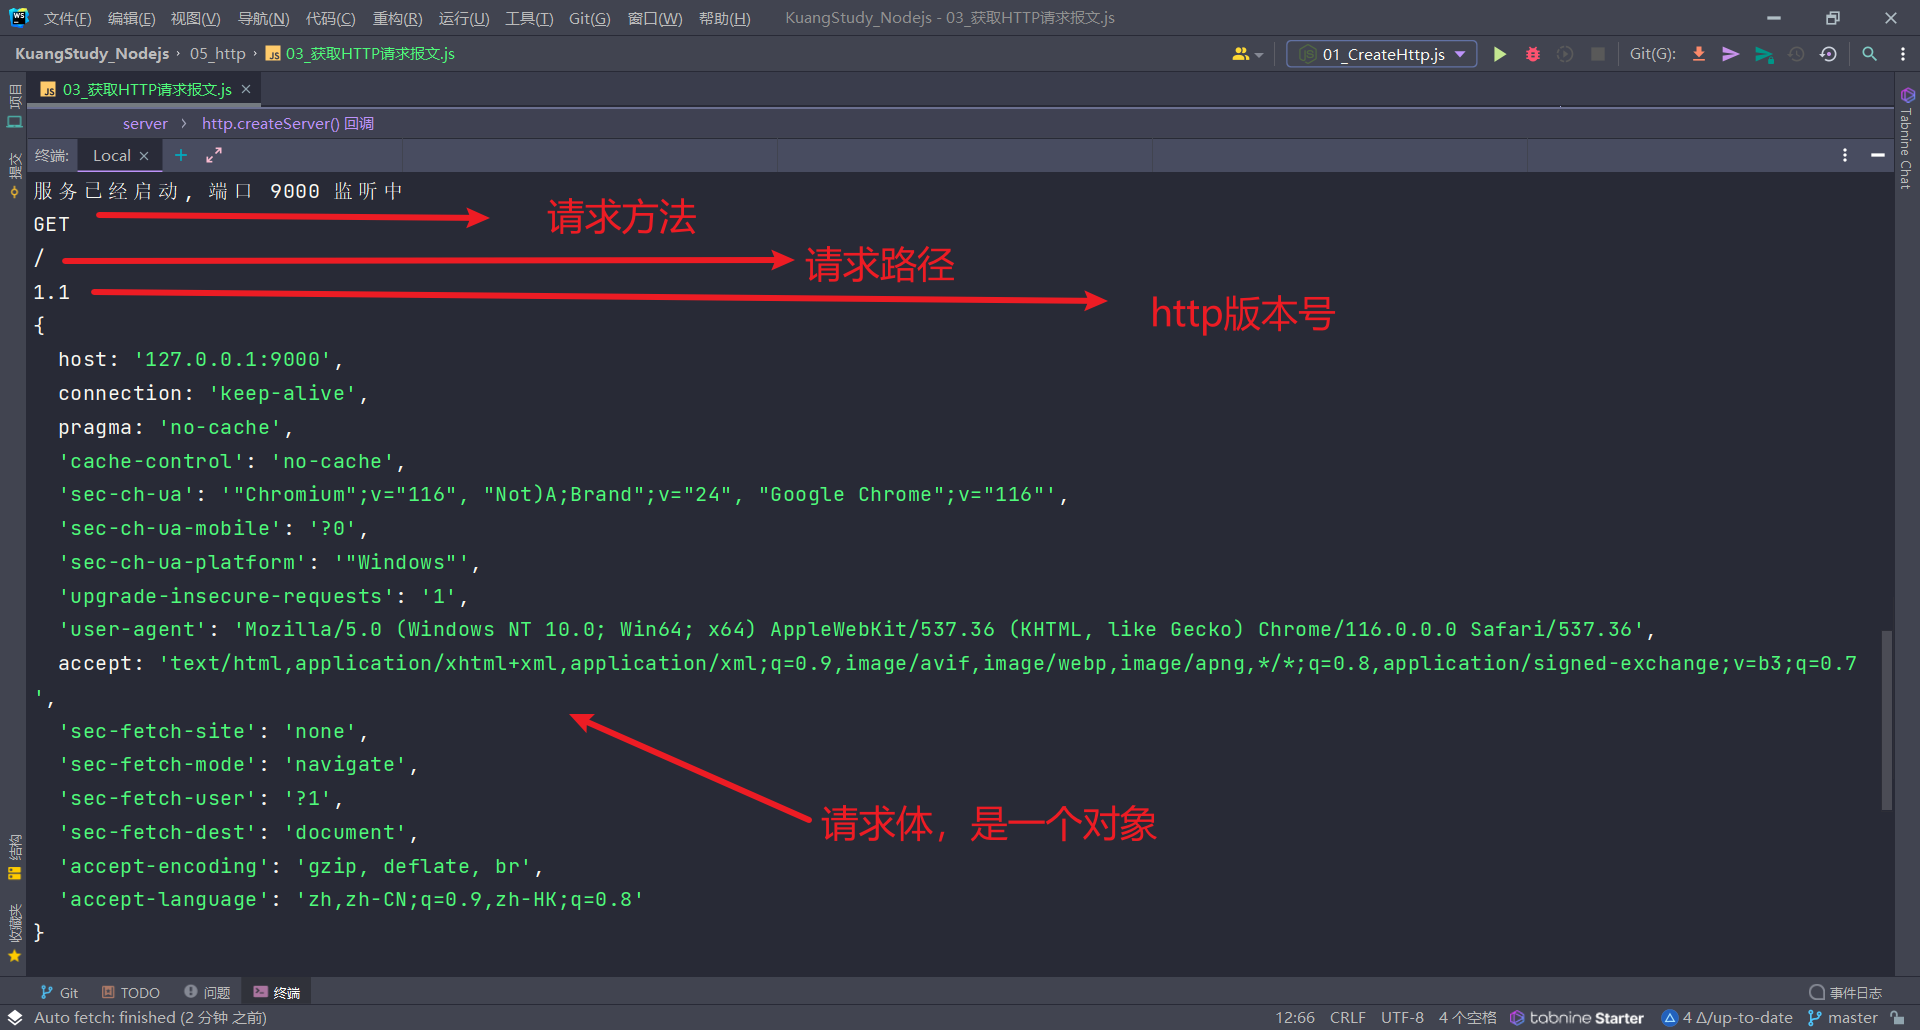 文件(F) 编辑(E) 视图(V) 导航(N) 代码(C) 重构(R) 运行(U) 工具(T) Git(G) 窗口(W) 帮助(H) KuangStudy_Nodejs - 03_获取HTTP请求报文.js
KuangStudy_Nodejs › 05_http › 03_获取HTTP请求报文.js 01_CreateHttp.js Git(G):
项目
提交
结构
收藏夹
Tabnine Chat
03_获取HTTP请求报文.js ×
server › http.createServer() 回调
终端: Local × +
服务已经启动, 端口 9000 监听中
GET 请求方法
/ 请求路径
1.1 http版本号
{
host: '127.0.0.1:9000',
connection: 'keep-alive',
pragma: 'no-cache',
'cache-control': 'no-cache',
'sec-ch-ua': '"Chromium";v="116", "Not)A;Brand";v="24", "Google Chrome";v="116"',
'sec-ch-ua-mobile': '?0',
'sec-ch-ua-platform': '"Windows"',
'upgrade-insecure-requests': '1',
'user-agent': 'Mozilla/5.0 (Windows NT 10.0; Win64; x64) AppleWebKit/537.36 (KHTML, like Gecko) Chrome/116.0.0.0 Safari/537.36',
accept: 'text/html,application/xhtml+xml,application/xml;q=0.9,image/avif,image/webp,image/apng,*/*;q=0.8,application/signed-exchange;v=b3;q=0.7
',
'sec-fetch-site': 'none',
'sec-fetch-mode': 'navigate',
'sec-fetch-user': '?1',
'sec-fetch-dest': 'document',
请求体，是一个对象
'accept-encoding': 'gzip, deflate, br',
'accept-language': 'zh,zh-CN;q=0.9,zh-HK;q=0.8'
}
Git TODO 问题 终端 事件日志
Auto fetch: finished (2 分钟 之前) 12:66 CRLF UTF-8 4 个空格 tabnine Starter 4 Δ/up-to-date master